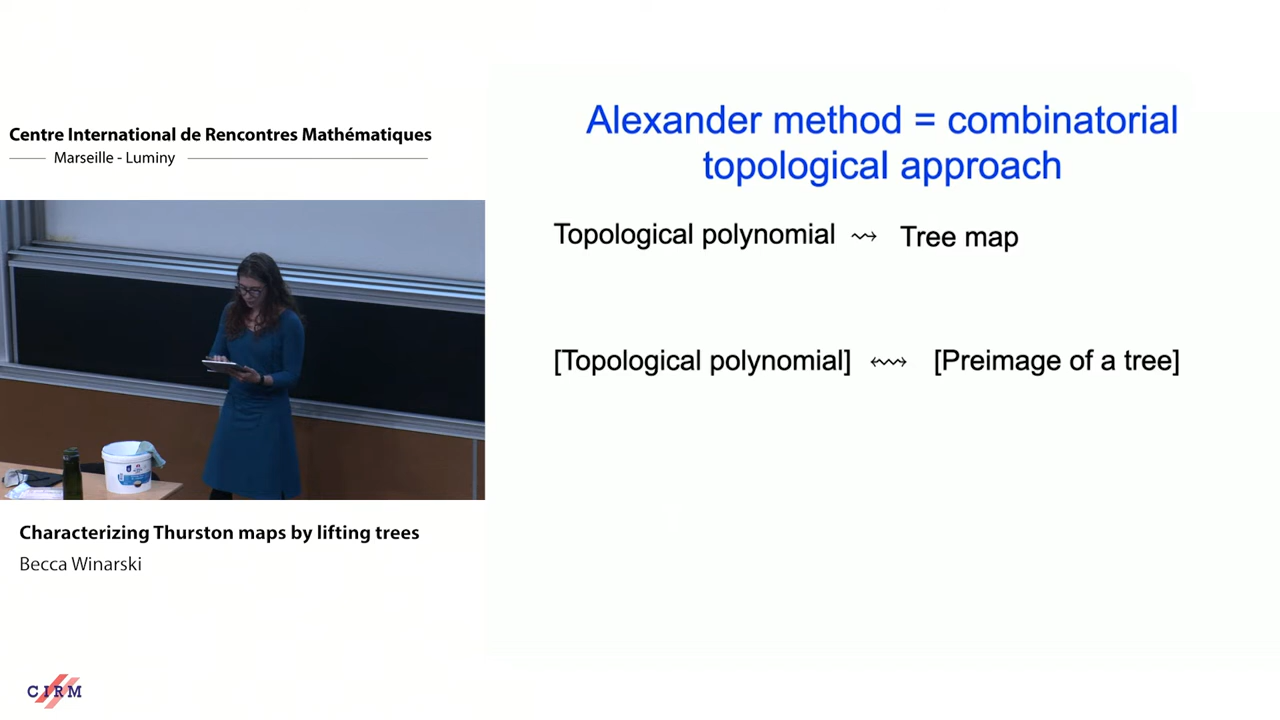 Centre International de Rencontres Mathématiques
Marseille - Luminy
Alexander method = combinatorial
topological approach
Topological polynomial ⇝ Tree map
[Topological polynomial] ↭ [Preimage of a tree]
Characterizing Thurston maps by lifting trees
Becca Winarski
CIRM